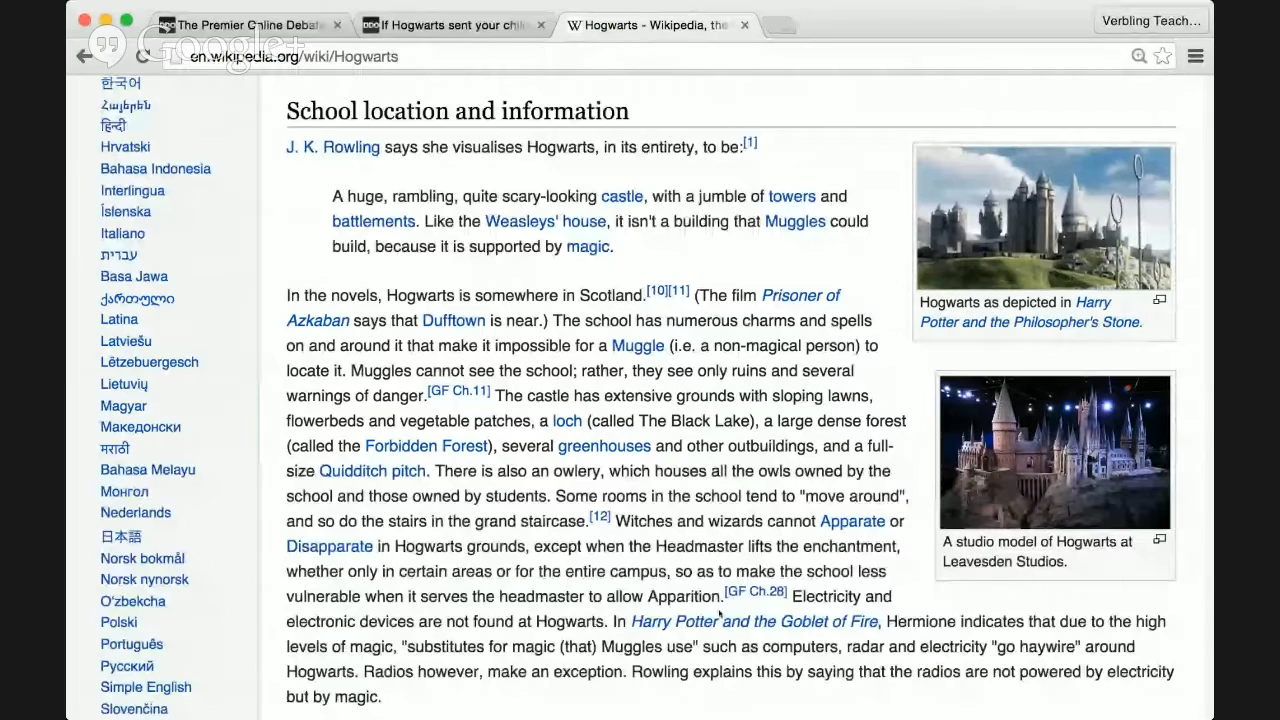 The Premier Online Debate
If Hogwarts sent your chil
Hogwarts - Wikipedia, the
Verbling Teach...
Google+
en.wikipedia.org/wiki/Hogwarts
한국어
Հայերեն
हिन्दी
Hrvatski
Bahasa Indonesia
Interlingua
Íslenska
Italiano
עברית
Basa Jawa
ქართული
Latina
Latviešu
Lëtzebuergesch
Lietuvių
Magyar
Македонски
मराठी
Bahasa Melayu
Монгол
Nederlands
日本語
Norsk bokmål
Norsk nynorsk
O'zbekcha
Polski
Português
Русский
Simple English
Slovenčina
School location and information
J. K. Rowling says she visualises Hogwarts, in its entirety, to be:[1]
A huge, rambling, quite scary-looking castle, with a jumble of towers and
battlements. Like the Weasleys' house, it isn't a building that Muggles could
build, because it is supported by magic.
In the novels, Hogwarts is somewhere in Scotland.[10][11] (The film Prisoner of
Azkaban says that Dufftown is near.) The school has numerous charms and spells
on and around it that make it impossible for a Muggle (i.e. a non-magical person) to
locate it. Muggles cannot see the school; rather, they see only ruins and several
warnings of danger.[GF Ch.11] The castle has extensive grounds with sloping lawns,
flowerbeds and vegetable patches, a loch (called The Black Lake), a large dense forest
(called the Forbidden Forest), several greenhouses and other outbuildings, and a full-
size Quidditch pitch. There is also an owlery, which houses all the owls owned by the
school and those owned by students. Some rooms in the school tend to "move around",
and so do the stairs in the grand staircase.[12] Witches and wizards cannot Apparate or
Disapparate in Hogwarts grounds, except when the Headmaster lifts the enchantment,
whether only in certain areas or for the entire campus, so as to make the school less
vulnerable when it serves the headmaster to allow Apparition.[GF Ch.28] Electricity and
electronic devices are not found at Hogwarts. In Harry Potter and the Goblet of Fire, Hermione indicates that due to the high
levels of magic, "substitutes for magic (that) Muggles use" such as computers, radar and electricity "go haywire" around
Hogwarts. Radios however, make an exception. Rowling explains this by saying that the radios are not powered by electricity
but by magic.
Hogwarts as depicted in Harry
Potter and the Philosopher's Stone.
A studio model of Hogwarts at
Leavesden Studios.